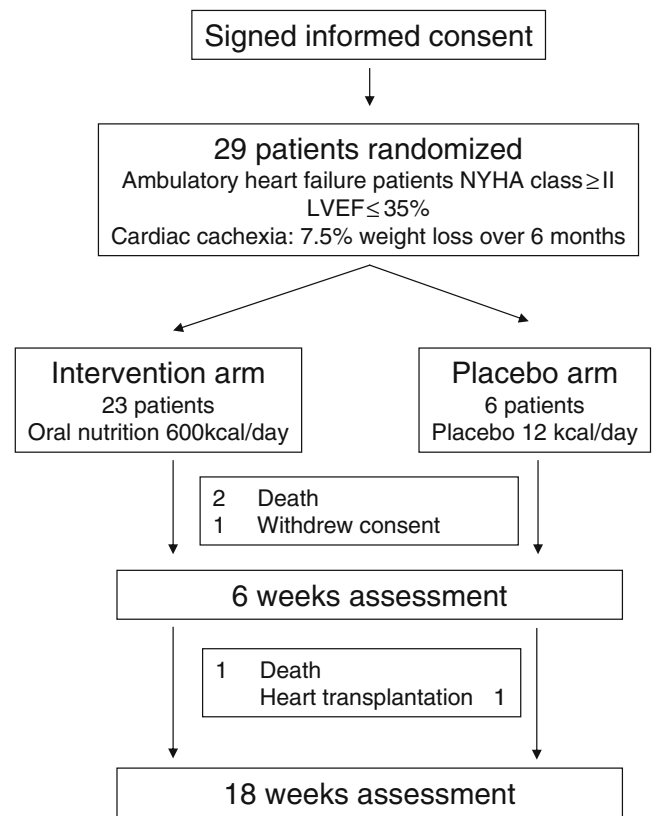 Signed informed consent
29 patients randomized
Ambulatory heart failure patients NYHA class≥II
LVEF≤35%
Cardiac cachexia: 7.5% weight loss over 6 months
Intervention arm
23 patients
Oral nutrition 600kcal/day
Placebo arm
6 patients
Placebo 12 kcal/day
2 Death
1 Withdrew consent
6 weeks assessment
1 Death
Heart transplantation 1
18 weeks assessment